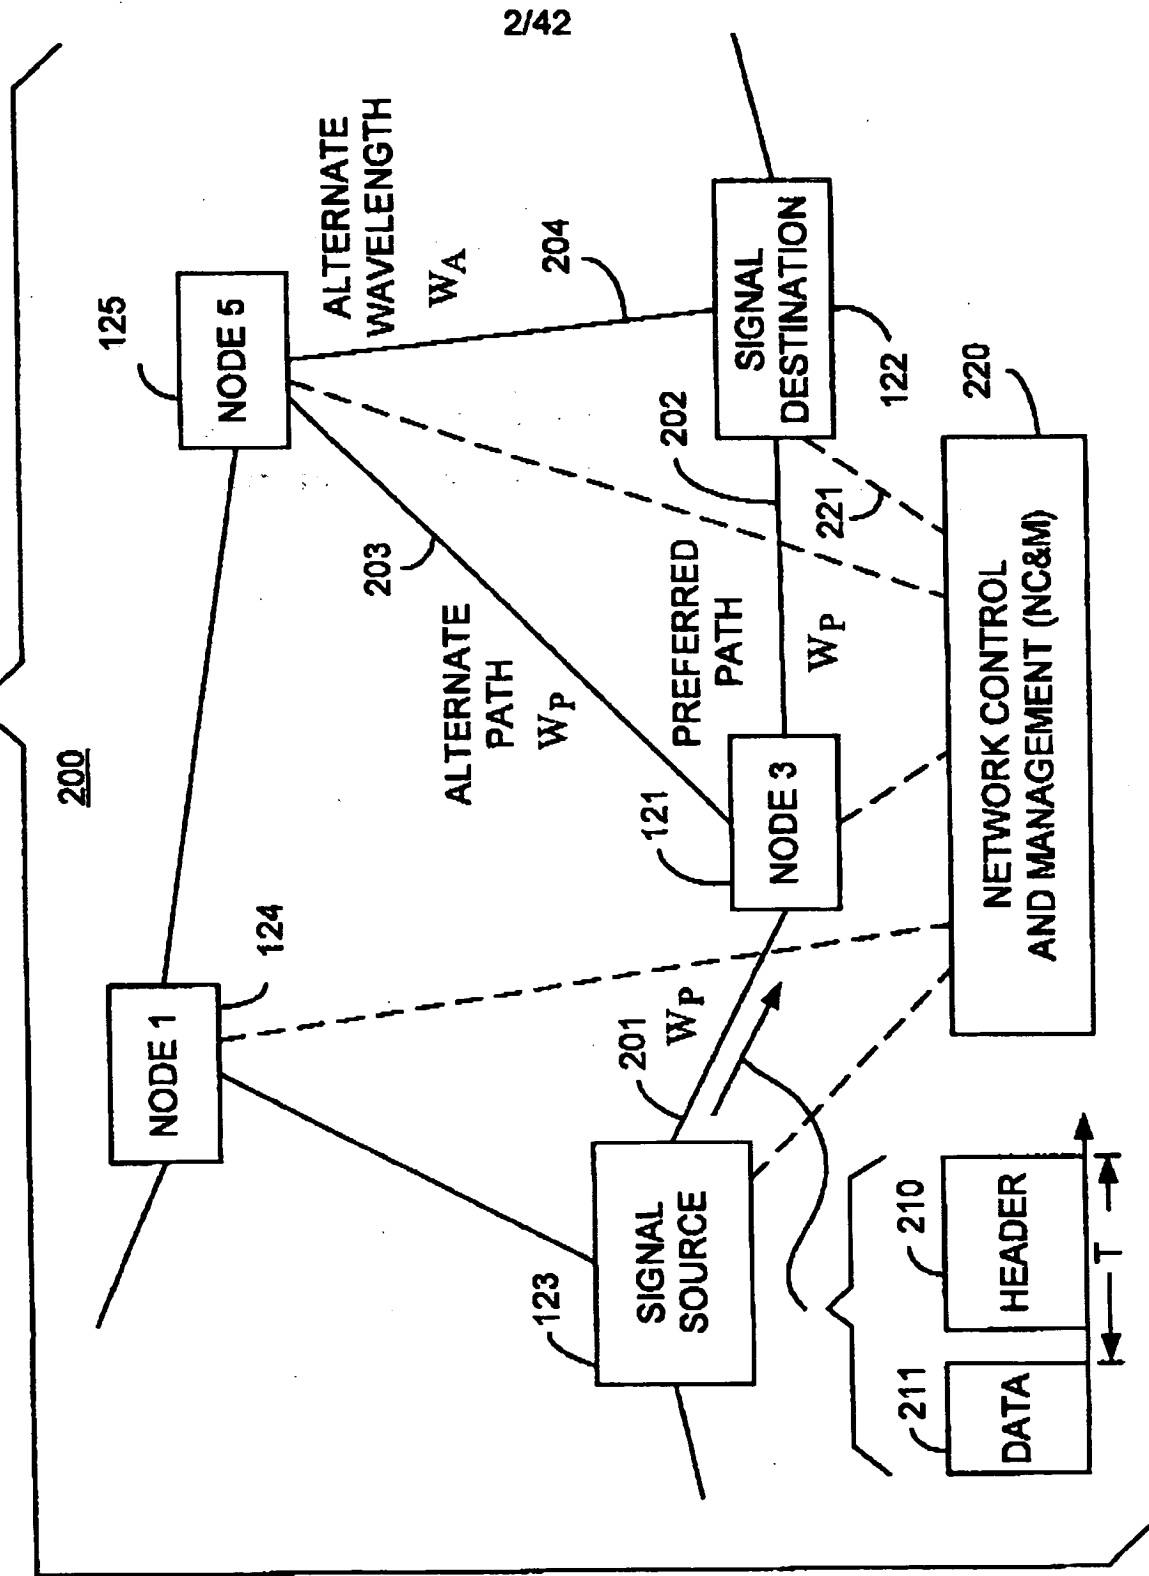 2/42
200
125
NODE 5
ALTERNATE
WAVELENGTH
WA
204
NODE 1
124
203
ALTERNATE
PATH
WP
SIGNAL
DESTINATION
122
202
PREFERRED
PATH
WP
221
220
121
NODE 3
201
WP
123
SIGNAL
SOURCE
NETWORK CONTROL
AND MANAGEMENT (NC&M)
211
DATA
210
HEADER
T